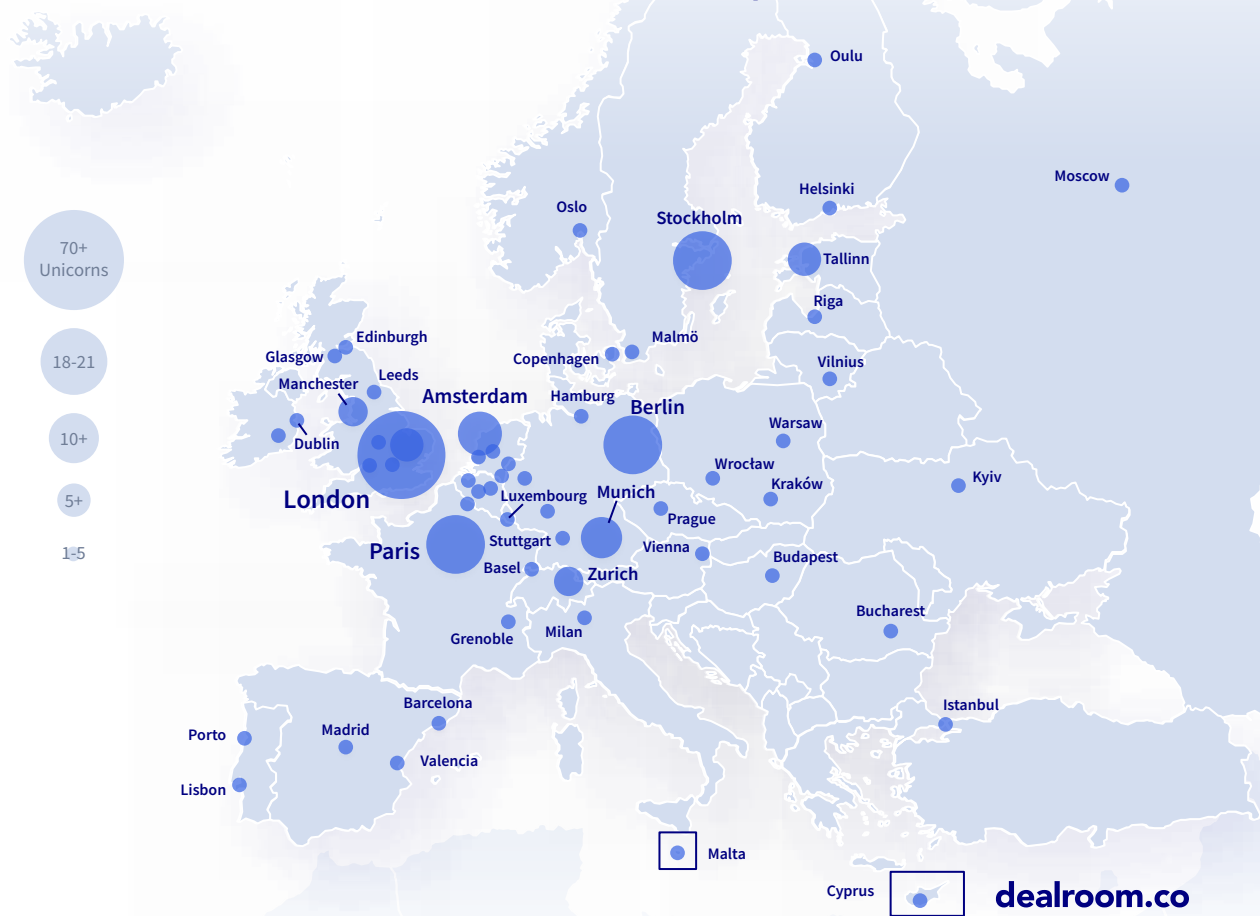 Oulu
Moscow
Helsinki
Oslo
Stockholm
70+
Unicorns
Tallinn
Riga
Edinburgh
Malmö
Glasgow
Copenhagen
18-21
Vilnius
Leeds
Manchester
Amsterdam
Hamburg
Berlin
Warsaw
10+
Dublin
Wrocław
Kyiv
Kraków
Luxembourg
Munich
London
5+
Prague
Paris
Stuttgart
Vienna
1-5
Budapest
Basel
Zurich
Bucharest
Grenoble
Milan
Barcelona
Istanbul
Porto
Madrid
Valencia
Lisbon
Malta
Cyprus
dealroom.co